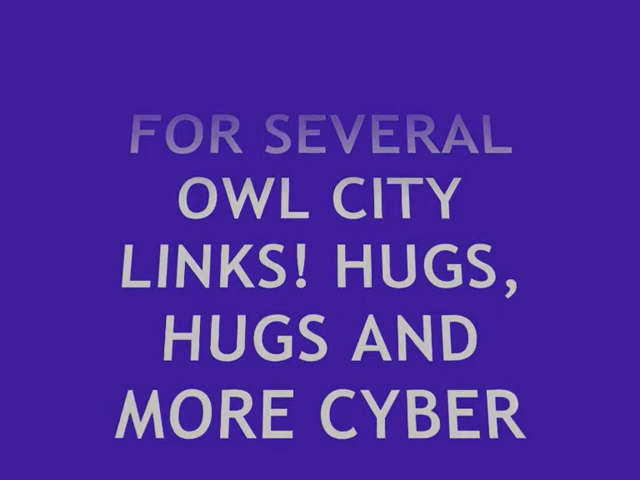 FOR SEVERAL
OWL CITY
LINKS! HUGS,
HUGS AND
MORE CYBER